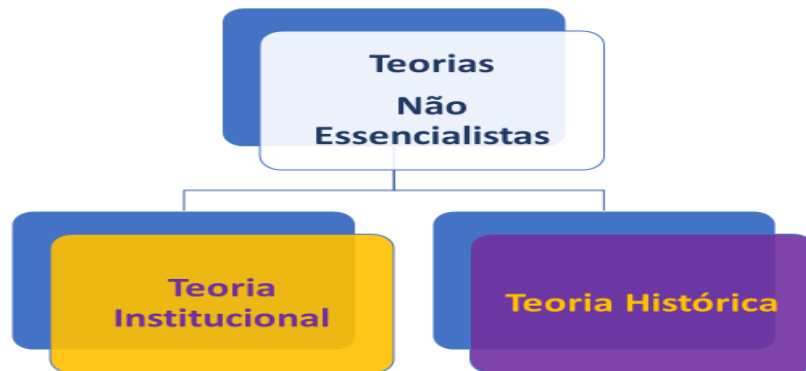 Teorias
Não
Essencialistas
Teoria
Institucional
Teoria Histórica